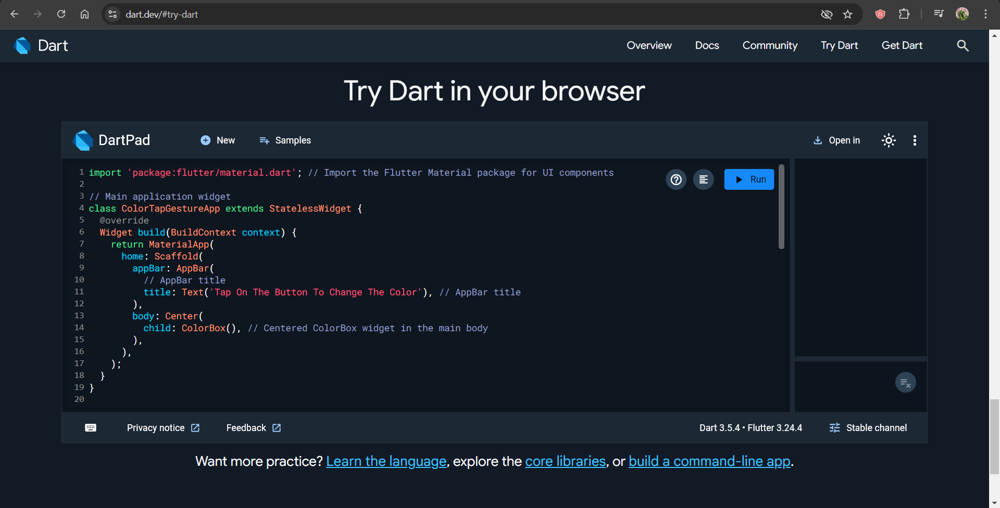 dart.dev/#try-dart
Dart
Overview
Docs
Community
Try Dart
Get Dart
Try Dart in your browser
DartPad
New
Samples
Open in
1 import 'package:flutter/material.dart'; // Import the Flutter Material package for UI components
2
3 // Main application widget
4 class ColorTapGestureApp extends StatelessWidget {
5   @override
6   Widget build(BuildContext context) {
7     return MaterialApp(
8       home: Scaffold(
9         appBar: AppBar(
10           // AppBar title
11           title: Text('Tap On The Button To Change The Color'), // AppBar title
12         ),
13         body: Center(
14           child: ColorBox(), // Centered ColorBox widget in the main body
15         ),
16       ),
17     );
18   }
19 }
20
Run
Privacy notice
Feedback
Dart 3.5.4 • Flutter 3.24.4
Stable channel
Want more practice? Learn the language, explore the core libraries, or build a command-line app.